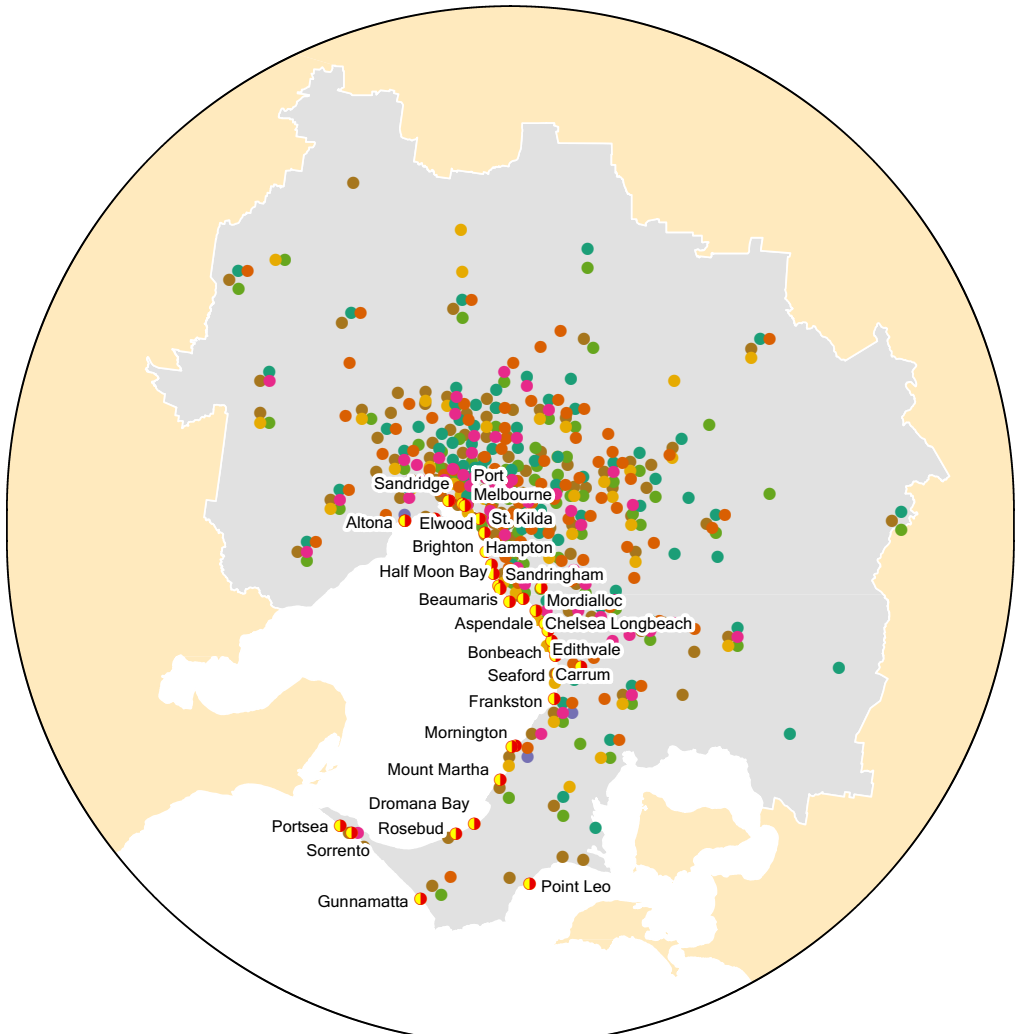 Port
Sandridge
Melbourne
Altona
Elwood
St. Kilda
Brighton
Hampton
Half Moon Bay
Sandringham
Beaumaris
Mordialloc
Aspendale
Chelsea Longbeach
Bonbeach
Edithvale
Seaford
Carrum
Frankston
Mornington
Mount Martha
Dromana Bay
Portsea
Rosebud
Sorrento
Point Leo
Gunnamatta